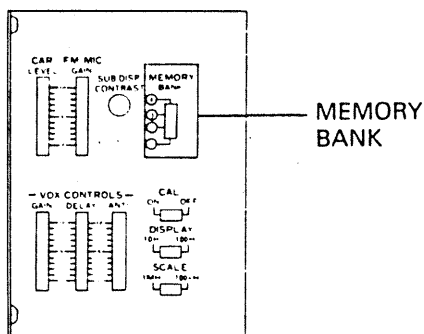 CAR FM MIC
LEVEL GAIN
SUB DISP
CONTRAST
MEMORY
BANK
MEMORY
BANK
— VOX CONTROLS —
GAIN DELAY ANTI
CAL
ON OFF
DISPLAY
SCALE